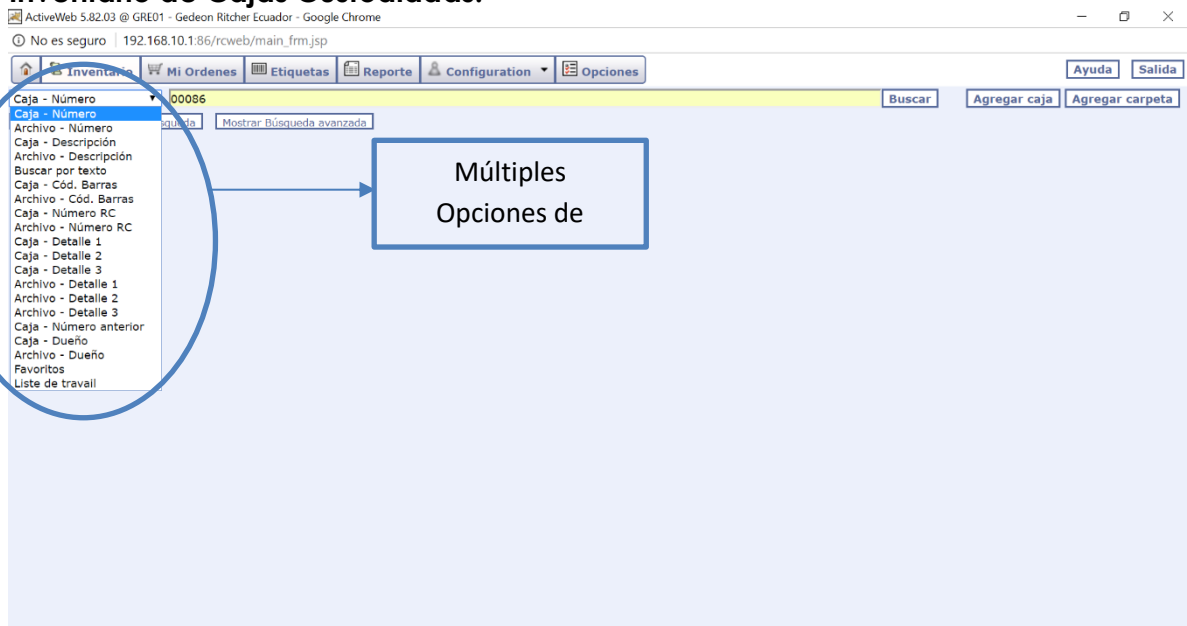 Inventario de Cajas Custodiadas.
ActiveWeb 5.82.03 @ GRE01 - Gedeon Ritcher Ecuador - Google Chrome
No es seguro | 192.168.10.1:86/rcweb/main_frm.jsp
Inventario Mi Ordenes Etiquetas Reporte Configuration Opciones Ayuda Salida
Caja - Número 00086 Buscar Agregar caja Agregar carpeta
Mostrar Búsqueda avanzada
Caja - Número
Archivo - Número
Caja - Descripción
Archivo - Descripción
Buscar por texto
Caja - Cód. Barras
Archivo - Cód. Barras
Caja - Número RC
Archivo - Número RC
Caja - Detalle 1
Caja - Detalle 2
Caja - Detalle 3
Archivo - Detalle 1
Archivo - Detalle 2
Archivo - Detalle 3
Caja - Número anterior
Caja - Dueño
Archivo - Dueño
Favoritos
Liste de travail
Múltiples
Opciones de